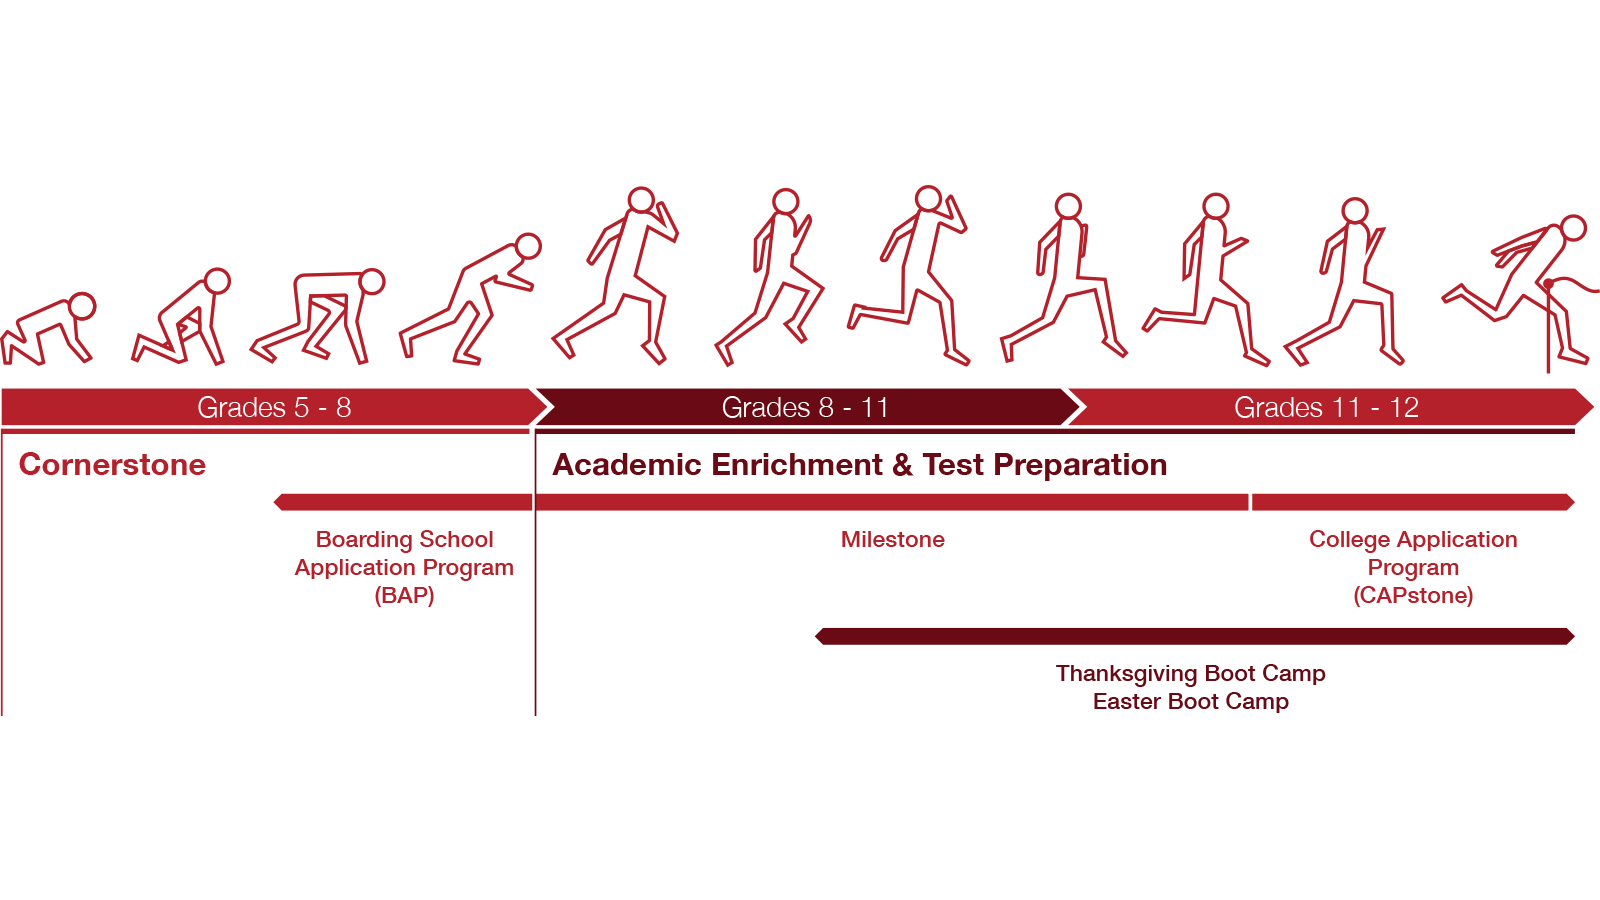 Grades 5 - 8
Grades 8 - 11
Grades 11 - 12
Cornerstone
Academic Enrichment & Test Preparation
Boarding School
Application Program
(BAP)
Milestone
College Application
Program
(CAPstone)
Thanksgiving Boot Camp
Easter Boot Camp